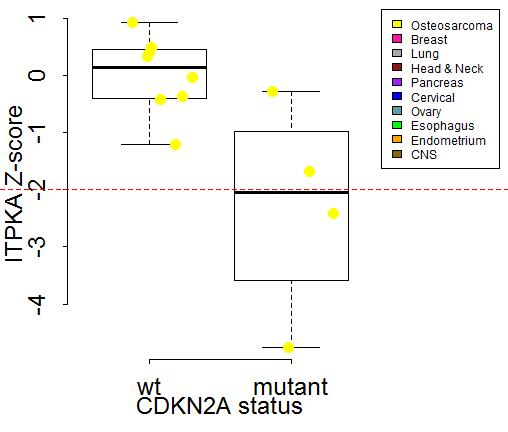 1
0
-1
-2
-3
-4
ITPKA Z-score
wt
mutant
CDKN2A status
Osteosarcoma
Breast
Lung
Head & Neck
Pancreas
Cervical
Ovary
Esophagus
Endometrium
CNS